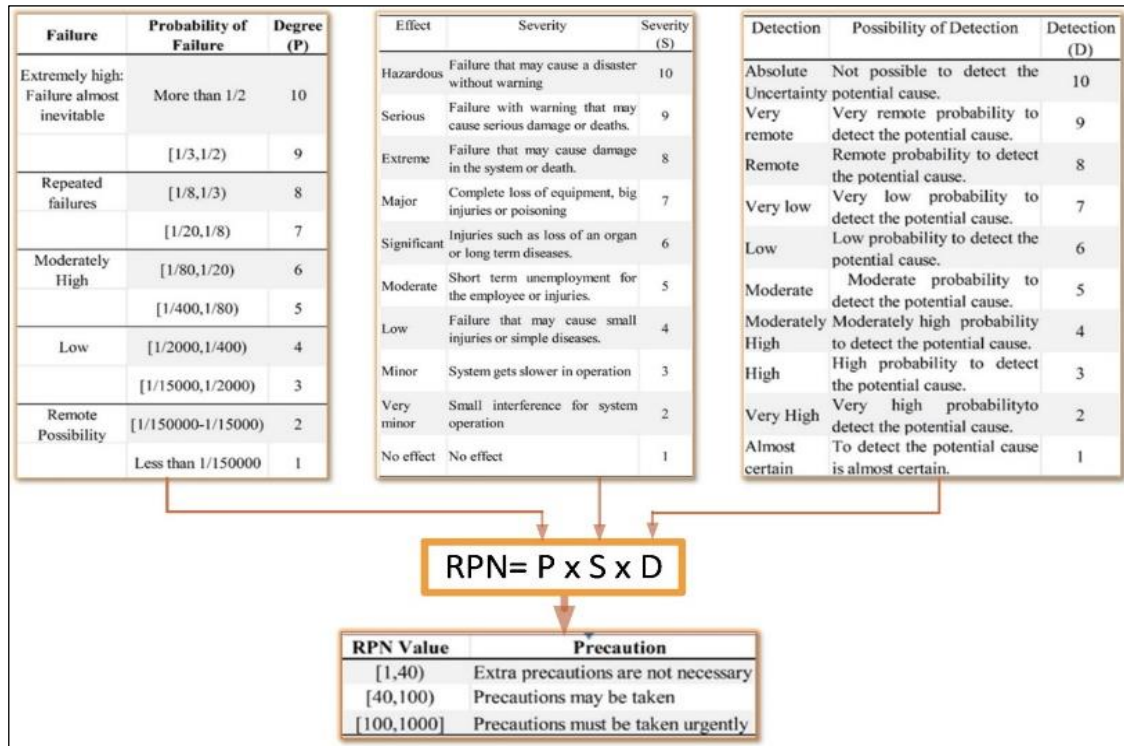 Failure Probability of Failure Degree (P)
Extremely high: Failure almost inevitable More than 1/2 10
[1/3,1/2) 9
Repeated failures [1/8,1/3) 8
[1/20,1/8) 7
Moderately High [1/80,1/20) 6
[1/400,1/80) 5
Low [1/2000,1/400) 4
[1/15000,1/2000) 3
Remote Possibility [1/150000-1/15000) 2
Less than 1/150000 1
Effect Severity Severity (S)
Hazardous Failure that may cause a disaster without warning 10
Serious Failure with warning that may cause serious damage or deaths. 9
Extreme Failure that may cause damage in the system or death. 8
Major Complete loss of equipment, big injuries or poisoning 7
Significant Injuries such as loss of an organ or long term diseases. 6
Moderate Short term unemployment for the employee or injuries. 5
Low Failure that may cause small injuries or simple diseases. 4
Minor System gets slower in operation 3
Very minor Small interference for system operation 2
No effect No effect 1
Detection Possibility of Detection Detection (D)
Absolute Uncertainty Not possible to detect the potential cause. 10
Very remote Very remote probability to detect the potential cause. 9
Remote Remote probability to detect the potential cause. 8
Very low Very low probability to detect the potential cause. 7
Low Low probability to detect the potential cause. 6
Moderate Moderate probability to detect the potential cause. 5
Moderately High Moderately high probability to detect the potential cause. 4
High High probability to detect the potential cause. 3
Very High Very high probabilityto detect the potential cause. 2
Almost certain To detect the potential cause is almost certain. 1
RPN= P x S x D
RPN Value Precaution
[1,40) Extra precautions are not necessary
[40,100) Precautions may be taken
[100,1000] Precautions must be taken urgently